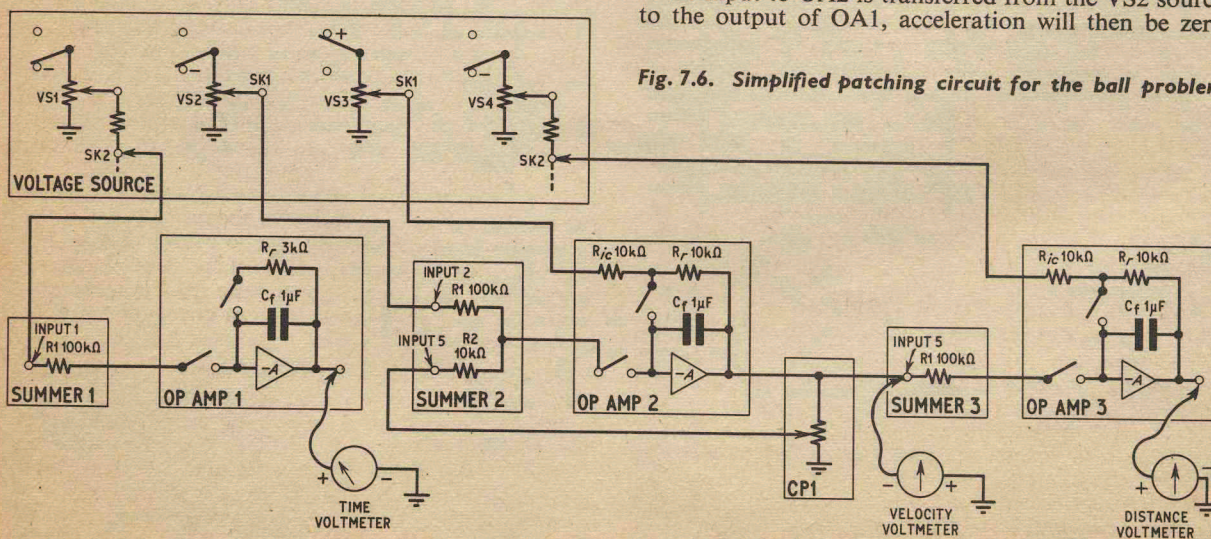 to the output of OA1, acceleration will then be zer
Fig. 7.6. Simplified patching circuit for the ball proble
+
− − −
VS1 VS2 SK1 VS3 SK1 VS4
SK2 SK2
VOLTAGE SOURCE
Rr 3kΩ
Cf 1μF
INPUT 1
R1 100kΩ
SUMMER 1
−A
OP AMP 1
+ −
TIME
VOLTMETER
INPUT 2
R1 100kΩ
INPUT 5
R2
10kΩ
SUMMER 2
Ric 10kΩ Rr 10kΩ
Cf 1μF
−A
OP AMP 2
CP1
INPUT 5
R1 100kΩ
SUMMER 3
− +
VELOCITY
VOLTMETER
Ric 10kΩ Rr 10kΩ
Cf 1μF
−A
OP AMP 3
+ −
DISTANCE
VOLTMETER